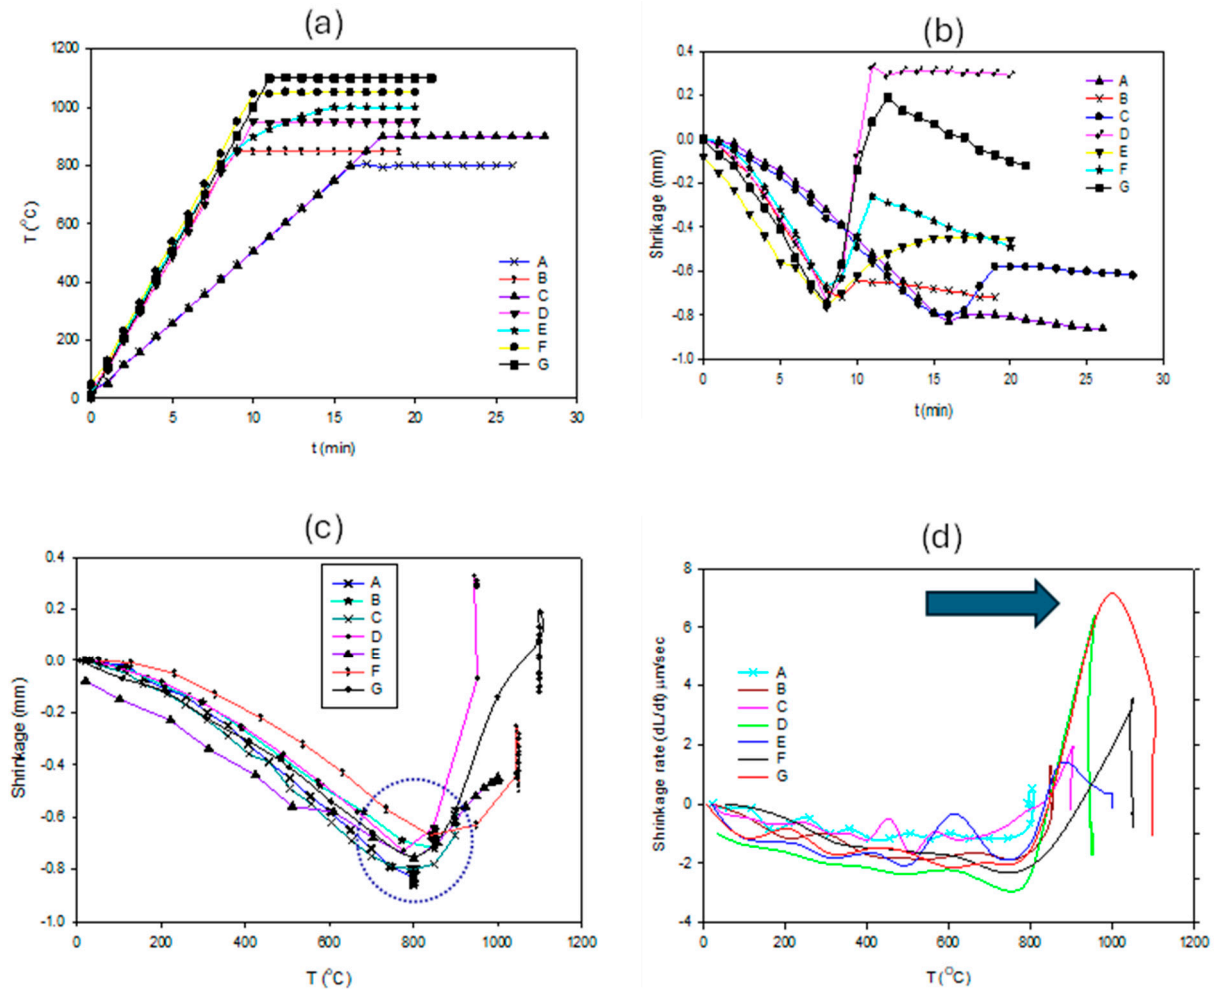 (a)
1200
1000
800
600
400
200
0
T (°C)
0 5 10 15 20 25 30
t (min)
A
B
C
D
E
F
G
(b)
0.4
0.2
0.0
-0.2
-0.4
-0.6
-0.8
-1.0
Shrinkage (mm)
0 5 10 15 20 25 30
t (min)
A
B
C
D
E
F
G
(c)
0.4
0.2
0.0
-0.2
-0.4
-0.6
-0.8
-1.0
Shrinkage (mm)
0 200 400 600 800 1000 1200
T (°C)
A
B
C
D
E
F
G
(d)
8
6
4
2
0
-2
-4
Shrinkage rate (dL/dt) µm/sec
0 200 400 600 800 1000 1200
T (°C)
A
B
C
D
E
F
G